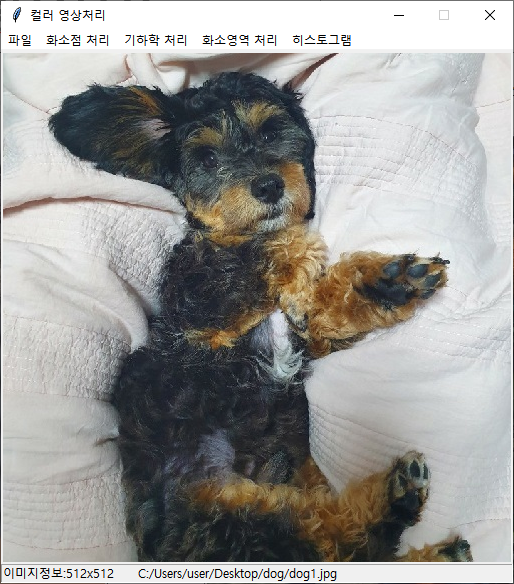 컬러 영상처리
파일 화소점 처리 기하학 처리 화소영역 처리 히스토그램
이미지정보:512x512 C:/Users/user/Desktop/dog/dog1.jpg